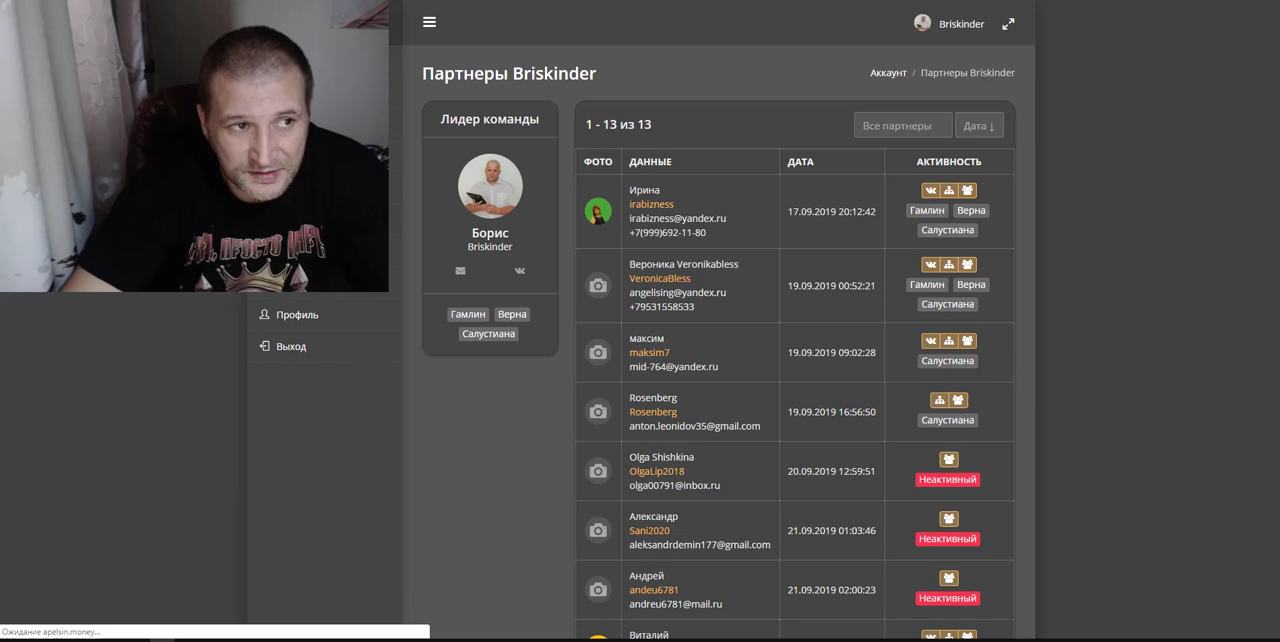 Briskinder
Партнеры Briskinder
Аккаунт / Партнеры Briskinder
Лидер команды
Борис
Briskinder
Гамлин Верна
Салустиана
Профиль
Выход
1 - 13 из 13
Все партнеры Дата ↓
ФОТО ДАННЫЕ ДАТА АКТИВНОСТЬ
Ирина
irabizness
irabizness@yandex.ru
+7(999)692-11-80
17.09.2019 20:12:42
Гамлин Верна
Салустиана
Вероника Veronikabless
VeronicaBless
angelising@yandex.ru
+79531558533
19.09.2019 00:52:21
Гамлин Верна
Салустиана
максим
maksim7
mid-764@yandex.ru
19.09.2019 09:02:28
Салустиана
Rosenberg
Rosenberg
anton.leonidov35@gmail.com
19.09.2019 16:56:50
Салустиана
Olga Shishkina
OlgaLip2018
olga00791@inbox.ru
20.09.2019 12:59:51
Неактивный
Александр
Sani2020
aleksandrdemin177@gmail.com
21.09.2019 01:03:46
Неактивный
Андрей
andeu6781
andreu6781@mail.ru
21.09.2019 02:00:23
Неактивный
Виталий
Ожидание apelsin.money...
ПРОСТО